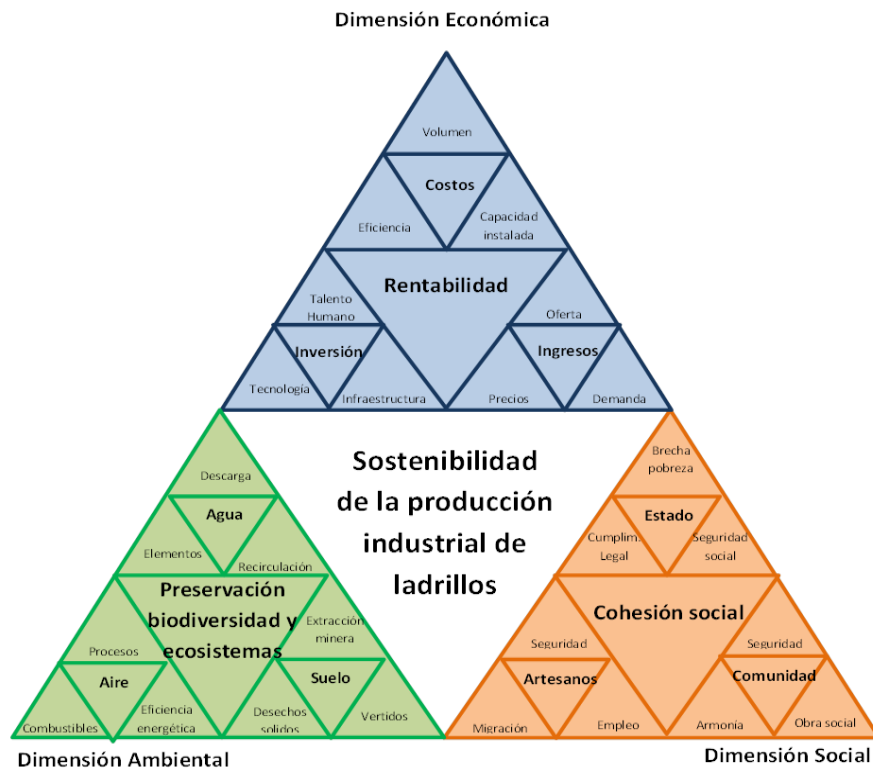 Dimensión Económica
Volumen
Costos
Eficiencia
Capacidad
instalada
Rentabilidad
Talento
Humano
Oferta
Inversión
Ingresos
Tecnología
Infraestructura
Precios
Demanda
Sostenibilidad
de la producción
industrial de
ladrillos
Descarga
Agua
Elementos
Recirculación
Preservación
biodiversidad y
ecosistemas
Extracción
minera
Procesos
Aire
Suelo
Combustibles
Eficiencia
energética
Desechos
solidos
Vertidos
Dimensión Ambiental
Brecha
pobreza
Estado
Cumplim.
Legal
Seguridad
social
Cohesión social
Seguridad
Seguridad
Artesanos
Comunidad
Migración
Empleo
Armonía
Obra social
Dimensión Social